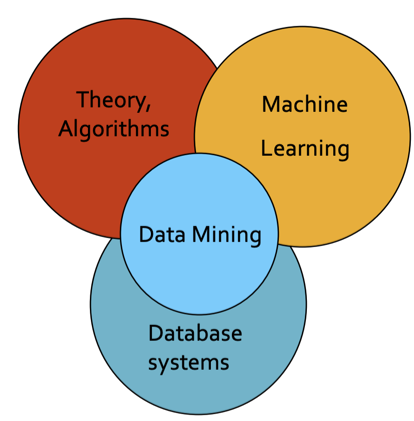 Theory,
Algorithms
Machine
Learning
Data Mining
Database
systems